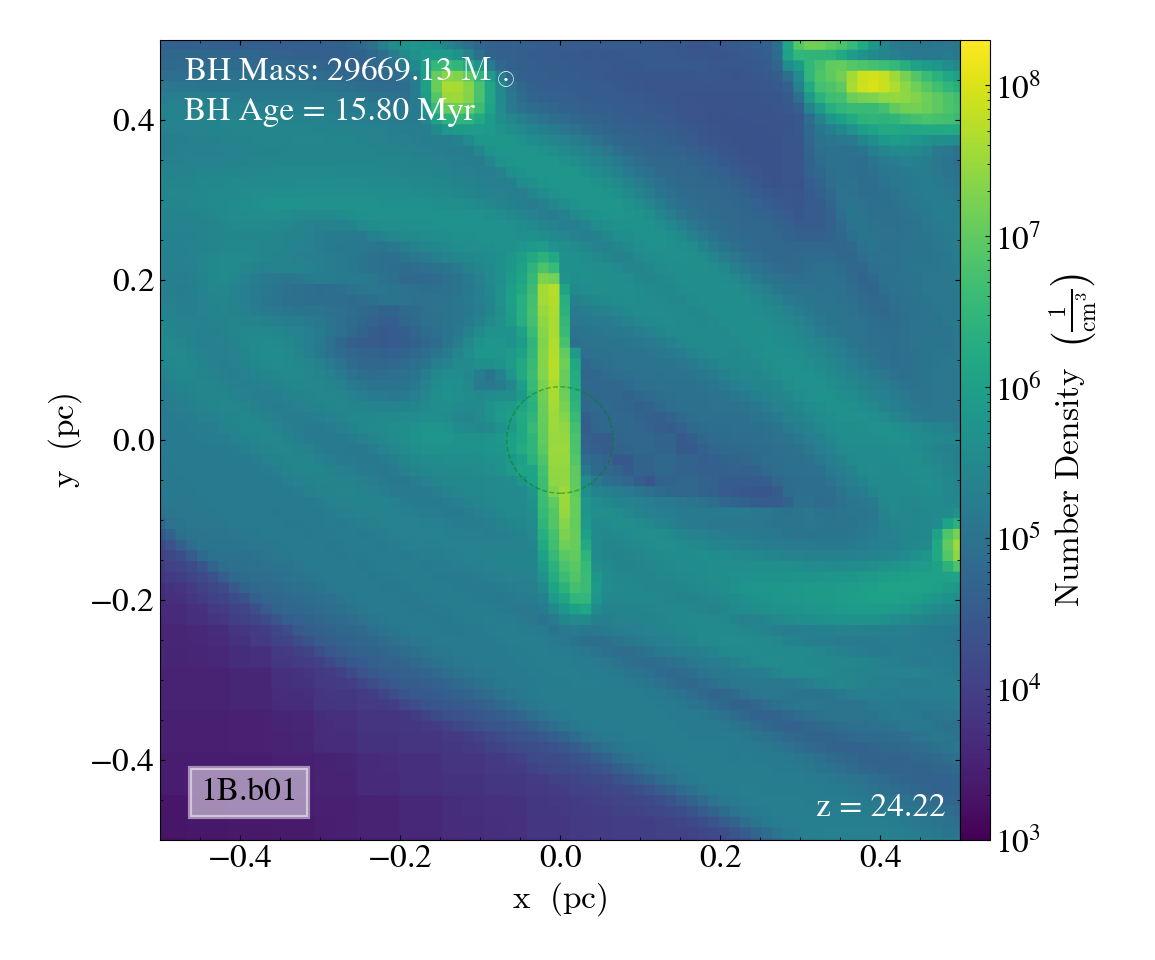 BH Mass: 29669.13 M⊙
BH Age = 15.80 Myr
1B.b01
z = 24.22
0.4
0.2
0.0
−0.2
−0.4
−0.4
−0.2
0.0
0.2
0.4
x (pc)
y (pc)
10⁸
10⁷
10⁶
10⁵
10⁴
10³
Number Density (1/cm³)